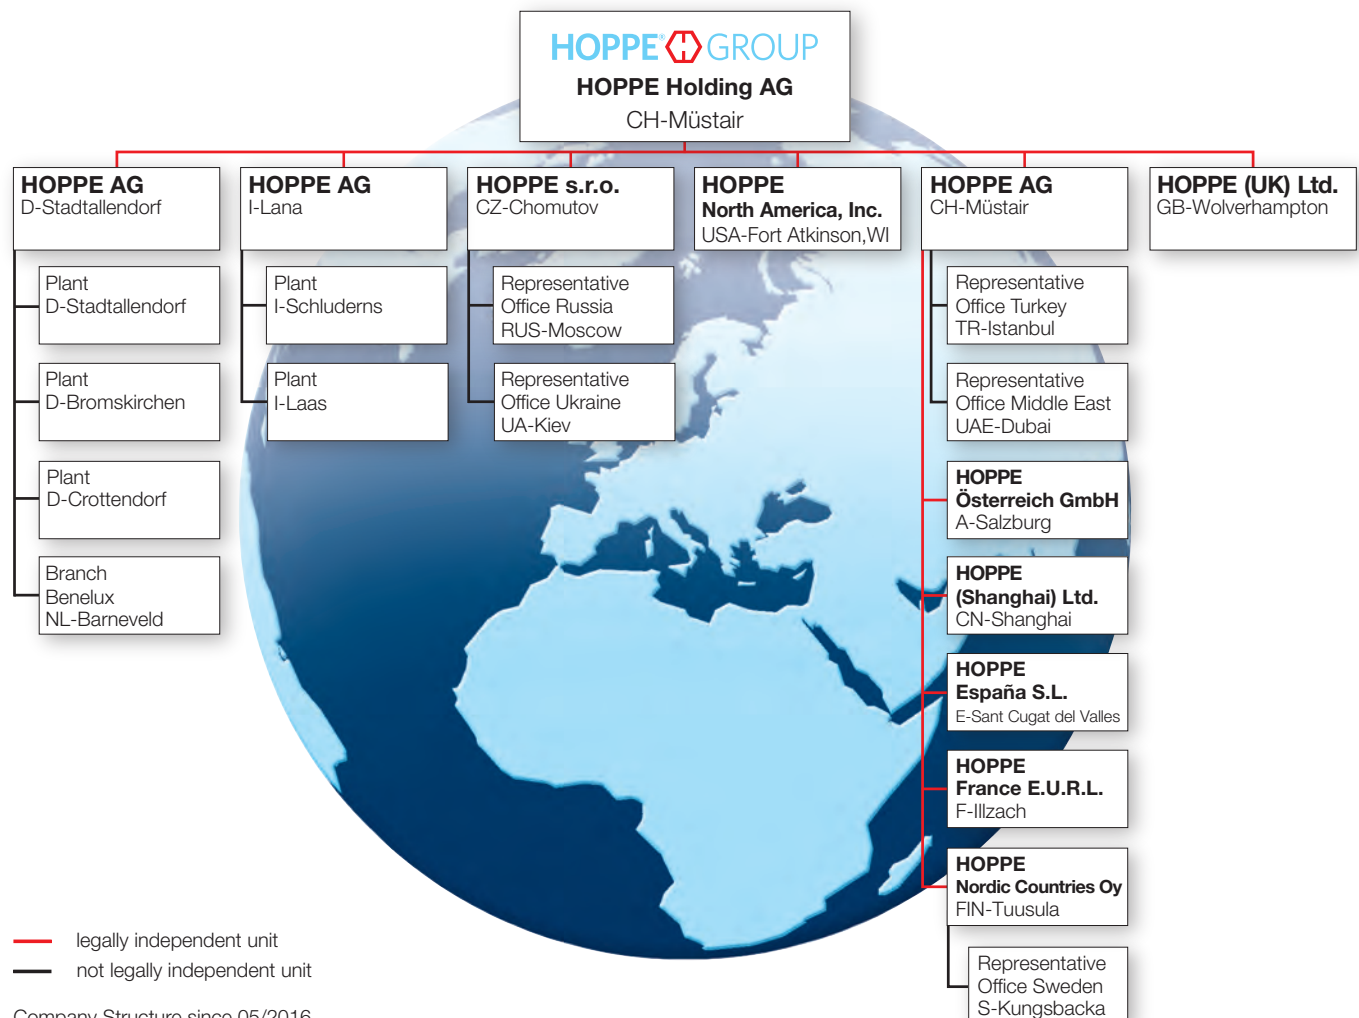 HOPPE® GROUP
HOPPE Holding AG
CH-Müstair
HOPPE AG
D-Stadtallendorf
Plant
D-Stadtallendorf
Plant
D-Bromskirchen
Plant
D-Crottendorf
Branch
Benelux
NL-Barneveld
HOPPE AG
I-Lana
Plant
I-Schluderns
Plant
I-Laas
HOPPE s.r.o.
CZ-Chomutov
Representative
Office Russia
RUS-Moscow
Representative
Office Ukraine
UA-Kiev
HOPPE
North America, Inc.
USA-Fort Atkinson,WI
HOPPE AG
CH-Müstair
Representative
Office Turkey
TR-Istanbul
Representative
Office Middle East
UAE-Dubai
HOPPE
Österreich GmbH
A-Salzburg
HOPPE
(Shanghai) Ltd.
CN-Shanghai
HOPPE
España S.L.
E-Sant Cugat del Valles
HOPPE
France E.U.R.L.
F-Illzach
HOPPE
Nordic Countries Oy
FIN-Tuusula
Representative
Office Sweden
S-Kungsbacka
HOPPE (UK) Ltd.
GB-Wolverhampton
legally independent unit
not legally independent unit
Company Structure since 05/2016